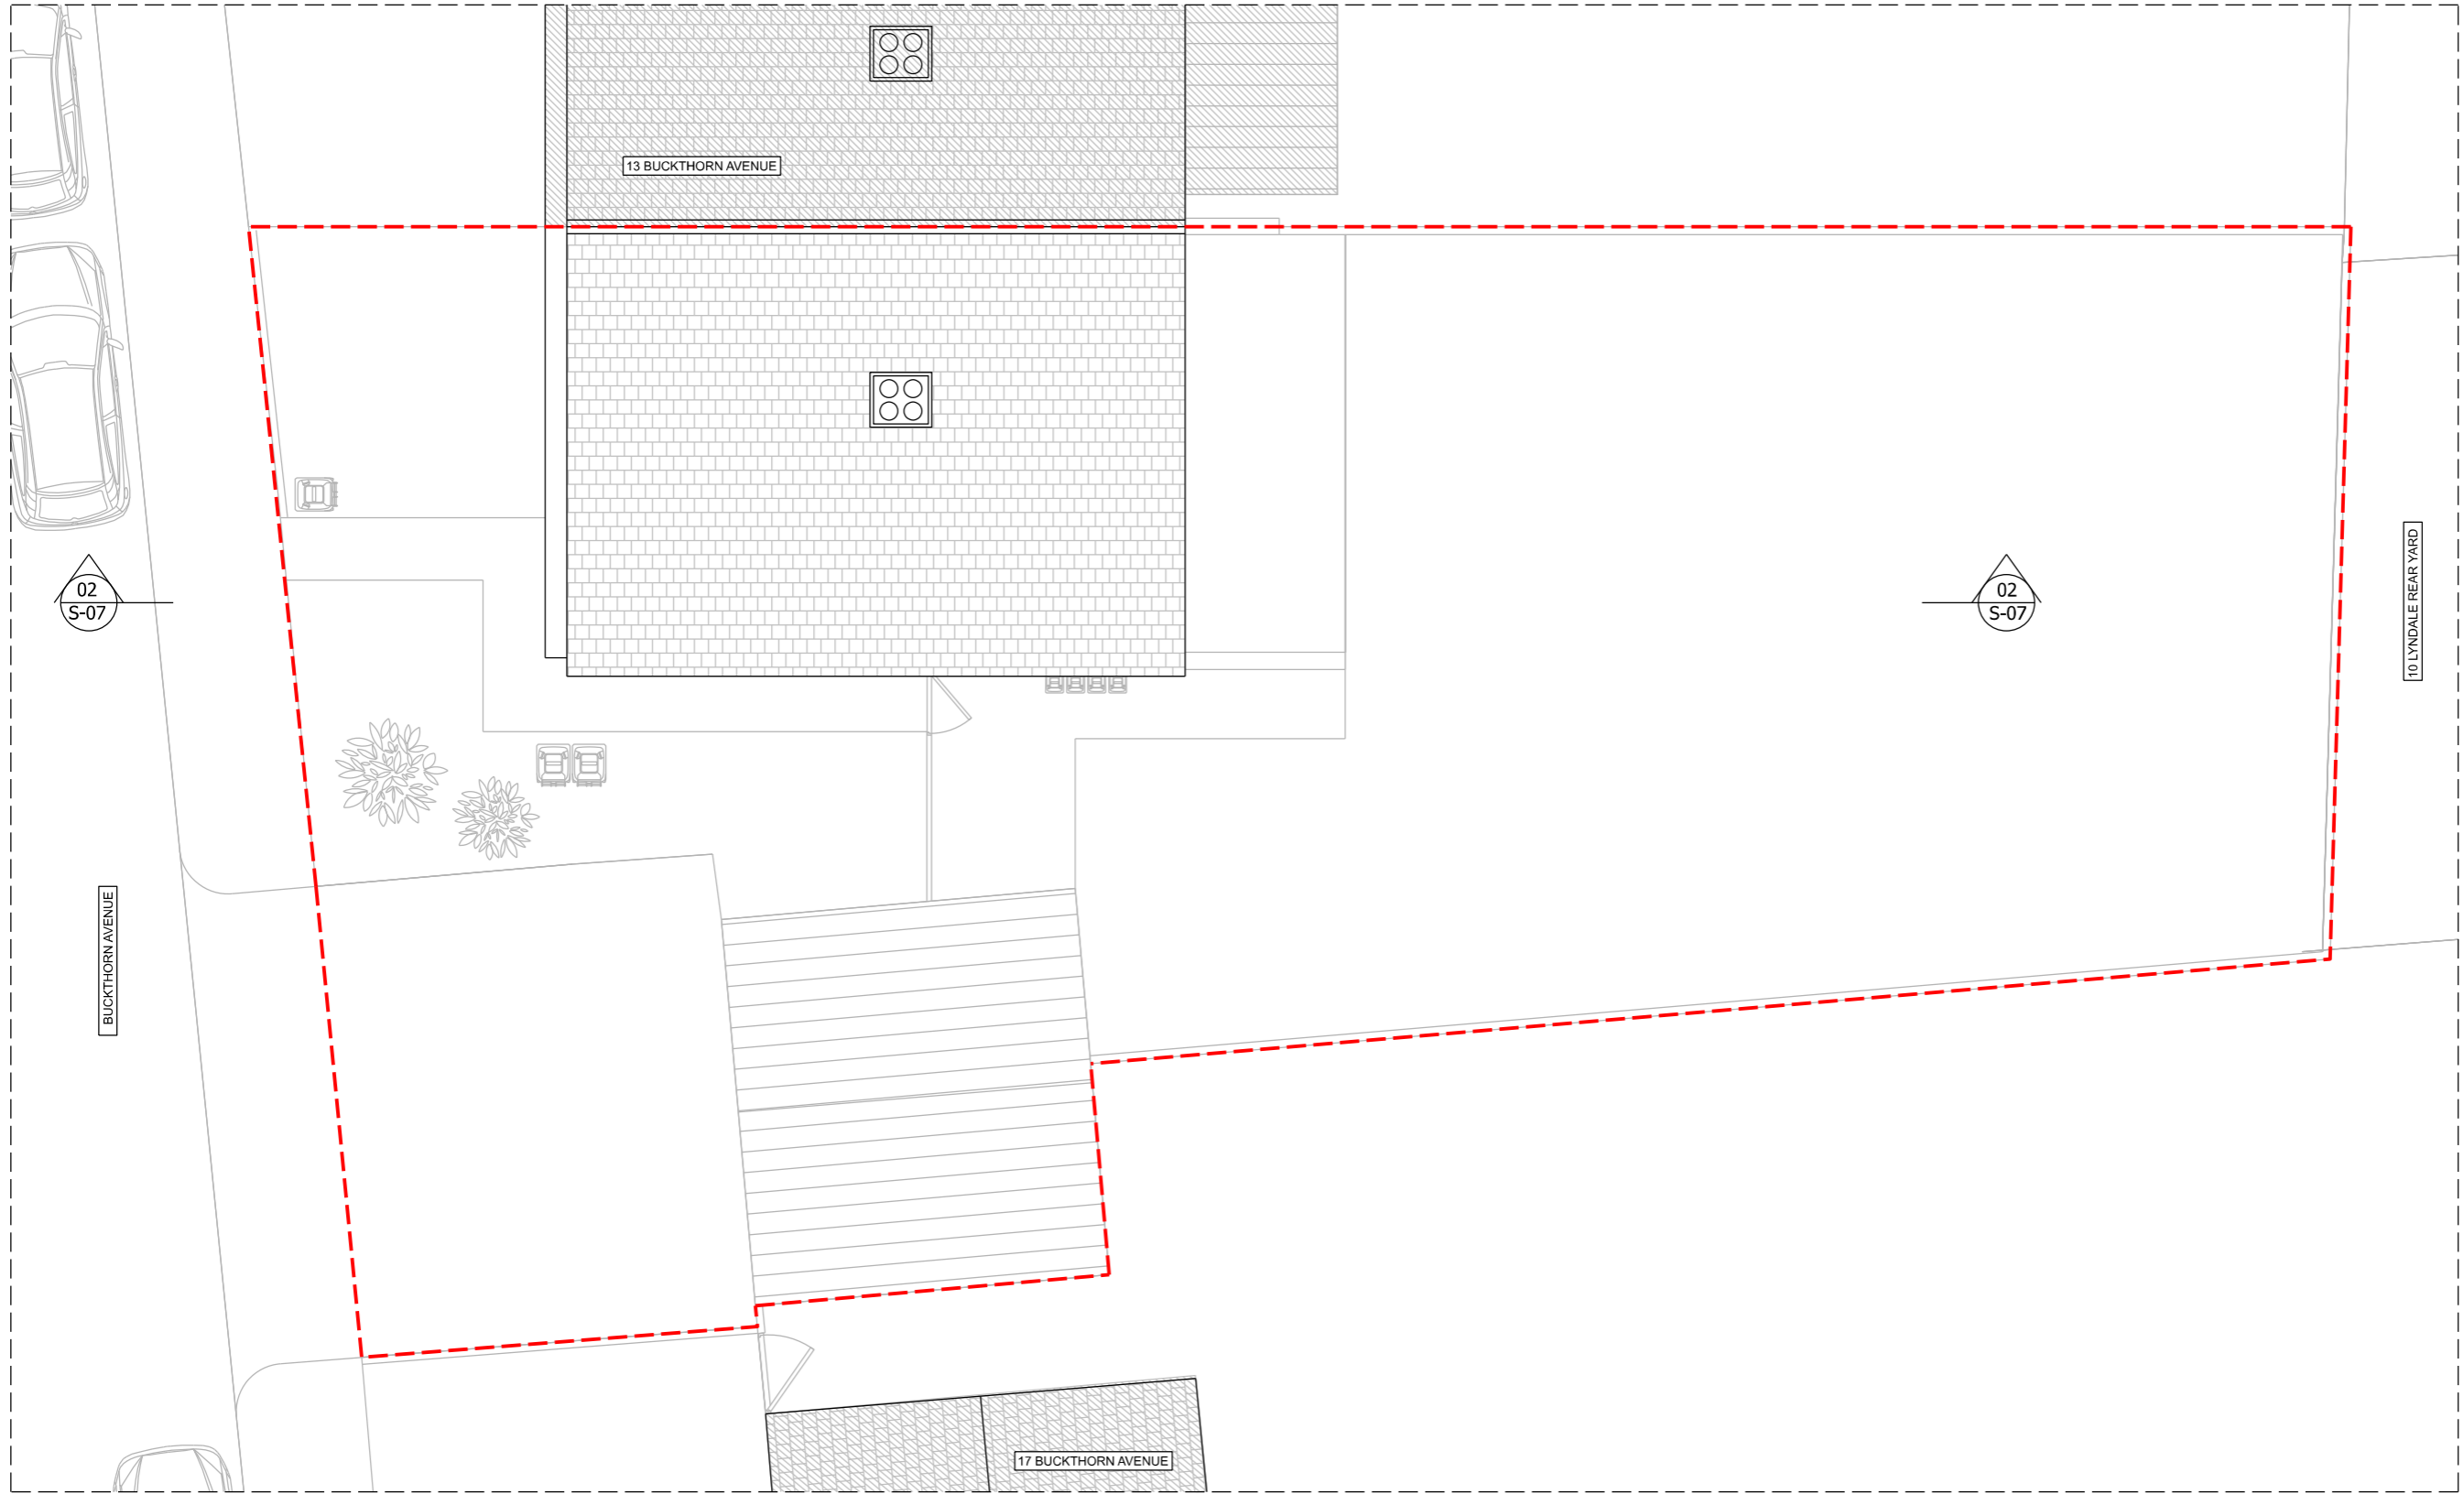 13 BUCKTHORN AVENUE
02
S-07
02
S-07
10 LYNDALE REAR YARD
BUCKTHORN AVENUE
17 BUCKTHORN AVENUE